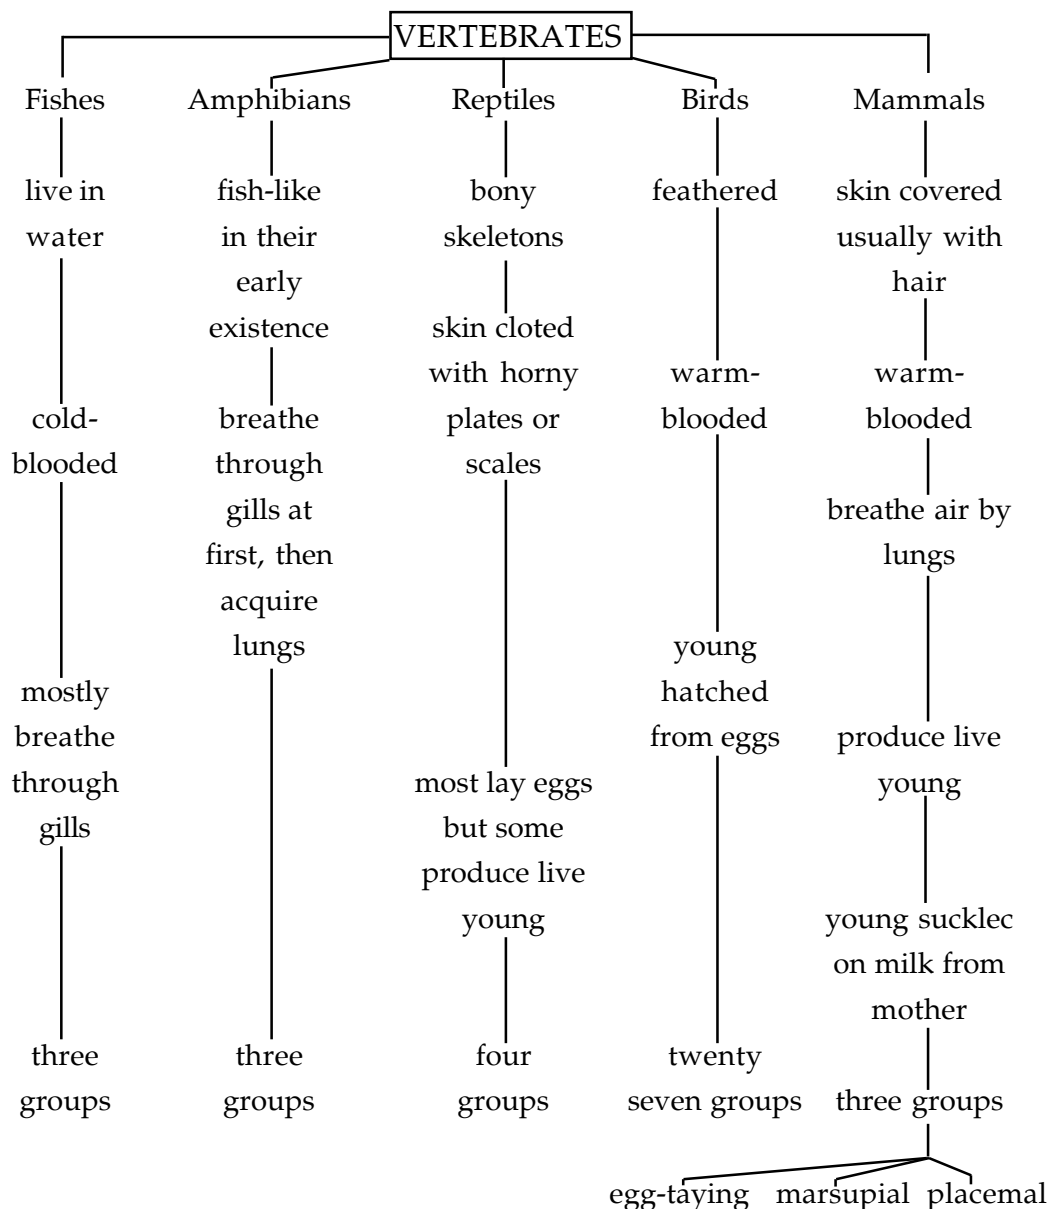 VERTEBRATES
Fishes
live in
water
cold-
blooded
mostly
breathe
through
gills
three
groups
Amphibians
fish-like
in their
early
existence
breathe
through
gills at
first, then
acquire
lungs
three
groups
Reptiles
bony
skeletons
skin cloted
with horny
plates or
scales
most lay eggs
but some
produce live
young
four
groups
Birds
feathered
warm-
blooded
young
hatched
from eggs
twenty
seven groups
Mammals
skin covered
usually with
hair
warm-
blooded
breathe air by
lungs
produce live
young
young sucklec
on milk from
mother
three groups
egg-taying
marsupial
placemal